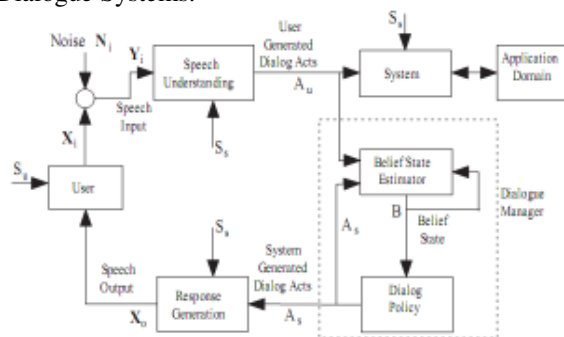 Dialogue Systems.
Noise N i
Y i
Speech
Understanding
User
Generated
Dialog Acts
A u
S s
System
Application
Domain
Speech
Input
X i
S s
S u
User
Belief State
Estimator
Dialogue
Manager
B
Belief
State
A s
Speech
Output
S s
System
Generated
Dialog Acts
X o
Response
Generation
A s
Dialog
Policy